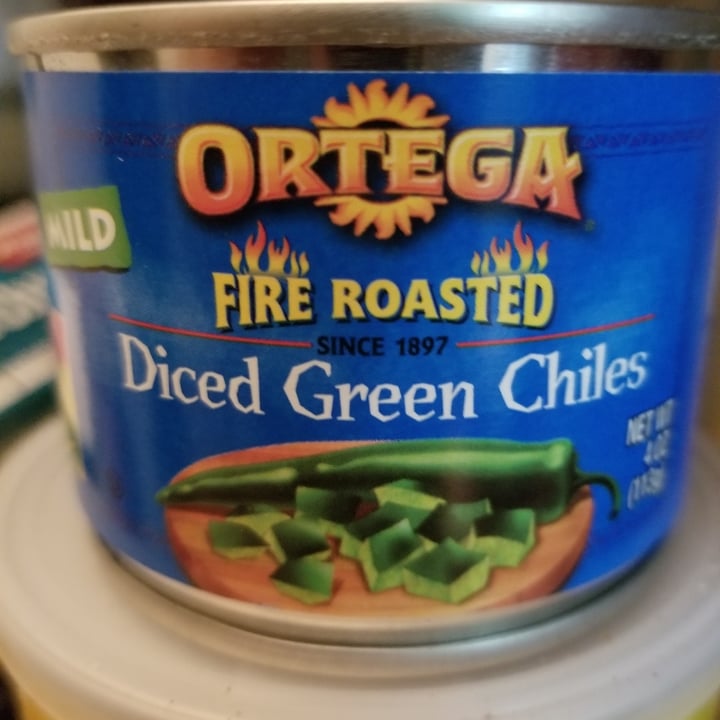 ORTEGA
MILD
FIRE ROASTED
SINCE 1897
Diced Green Chiles
NET WT
4 OZ
(113g)